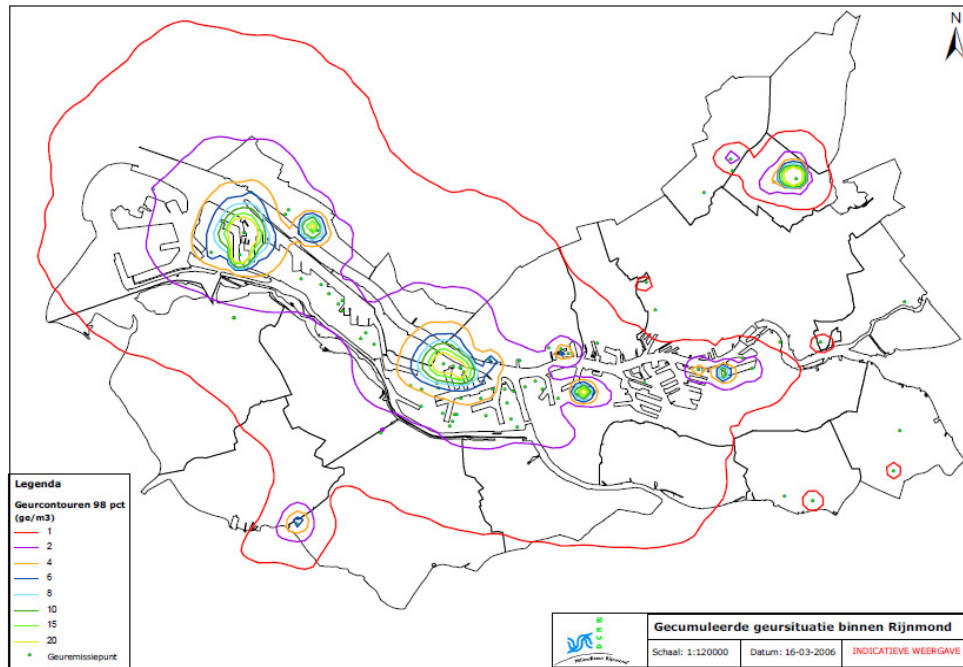 N
Legenda
Geurcontouren 98 pct
(ge/m3)
1
2
4
6
8
10
15
20
Geuremissiepunt
DCMR
Gecumuleerde geursituatie binnen Rijnmond
Schaal: 1:120000
Datum: 16-03-2006
INDICATIEVE WEERGAVE